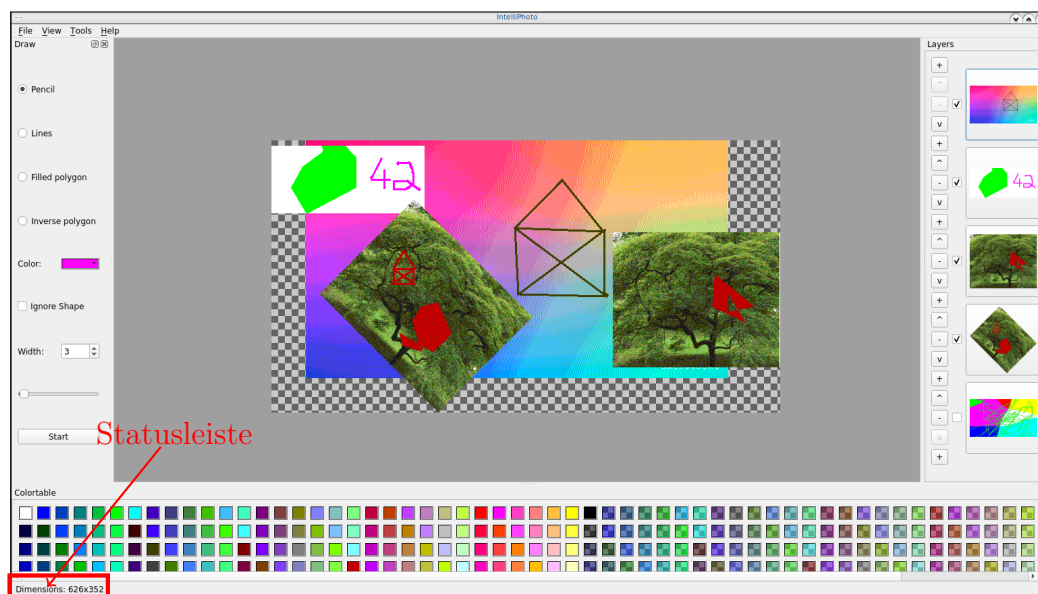 IntelliPhoto
File View Tools Help
Draw
Layers
Pencil
Lines
Filled polygon
Inverse polygon
Color:
Ignore Shape
Width: 3
Start
42
42
Statusleiste
Colortable
Dimensions: 626x352